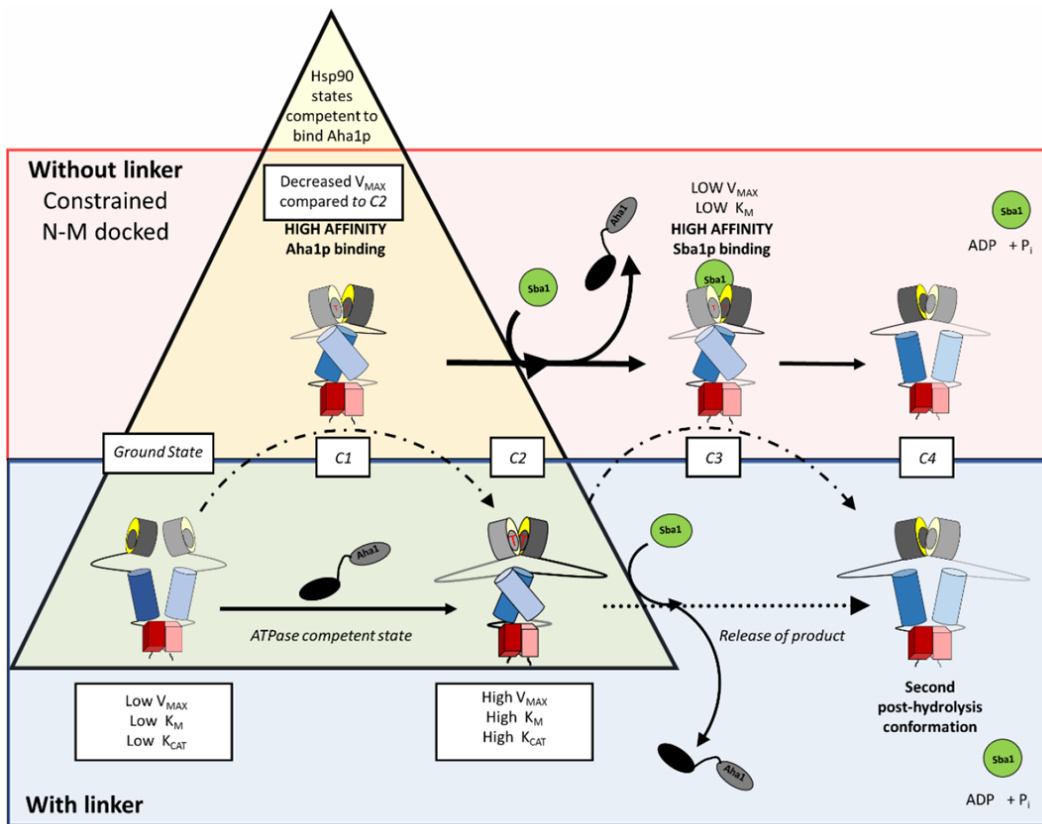 Hsp90
states
competent to
bind Aha1p
Without linker
Constrained
N-M docked
Decreased VMAX
compared to C2
HIGH AFFINITY
Aha1p binding
Sba1
Aha1
LOW VMAX
LOW KM
HIGH AFFINITY
Sba1p binding
Sba1
Sba1
ADP + Pi
Ground State
C1
C2
C3
C4
T T
Aha1
ATPase competent state
Sba1
Release of product
Aha1
Low VMAX
Low KM
Low KCAT
High VMAX
High KM
High KCAT
Second
post-hydrolysis
conformation
Sba1
ADP + Pi
With linker